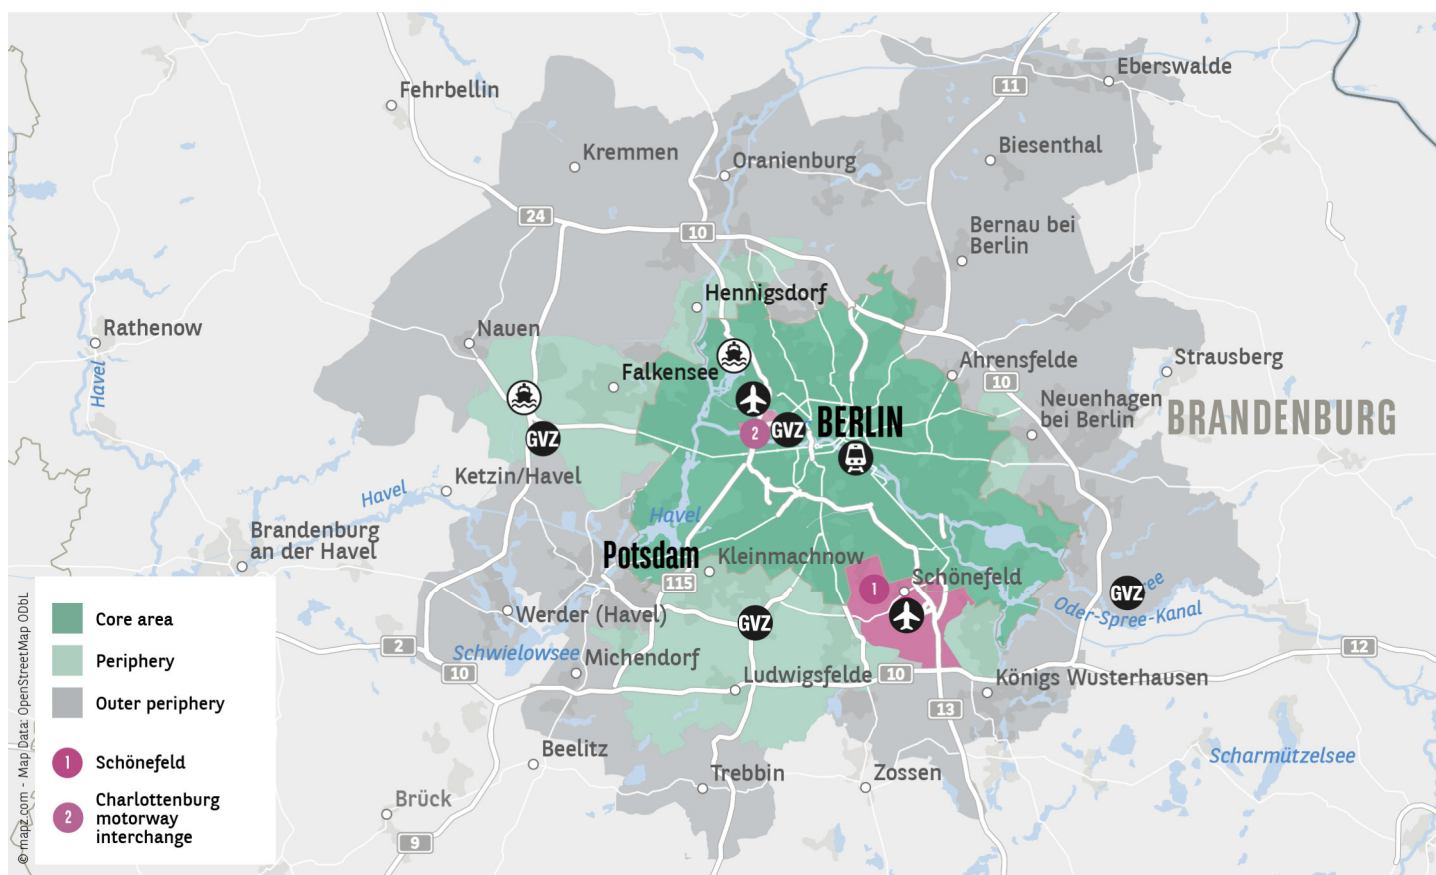 Eberswalde
11
Fehrbellin
Biesenthal
Kremmen
Oranienburg
24
10
Bernau bei
Berlin
Hennigsdorf
Rathenow
Nauen
Havel
Falkensee
Ahrensfelde
Strausberg
10
Neuenhagen
bei Berlin
BRANDENBURG
BERLIN
2
GVZ
GVZ
Ketzin/Havel
Havel
Havel
Brandenburg
an der Havel
Potsdam
Kleinmachnow
115
1
Schönefeld
GVZ
ree
Oder-Spree-Kanal
Werder (Havel)
GVZ
2
Schwielowsee
Michendorf
10
Ludwigsfelde
10
Königs Wusterhausen
12
13
Beelitz
Trebbin
Zossen
Scharmützelsee
Brück
9
Core area
Periphery
Outer periphery
1 Schönefeld
2 Charlottenburg
motorway
interchange
© mapz.com - Map Data: OpenStreetMap ODbL